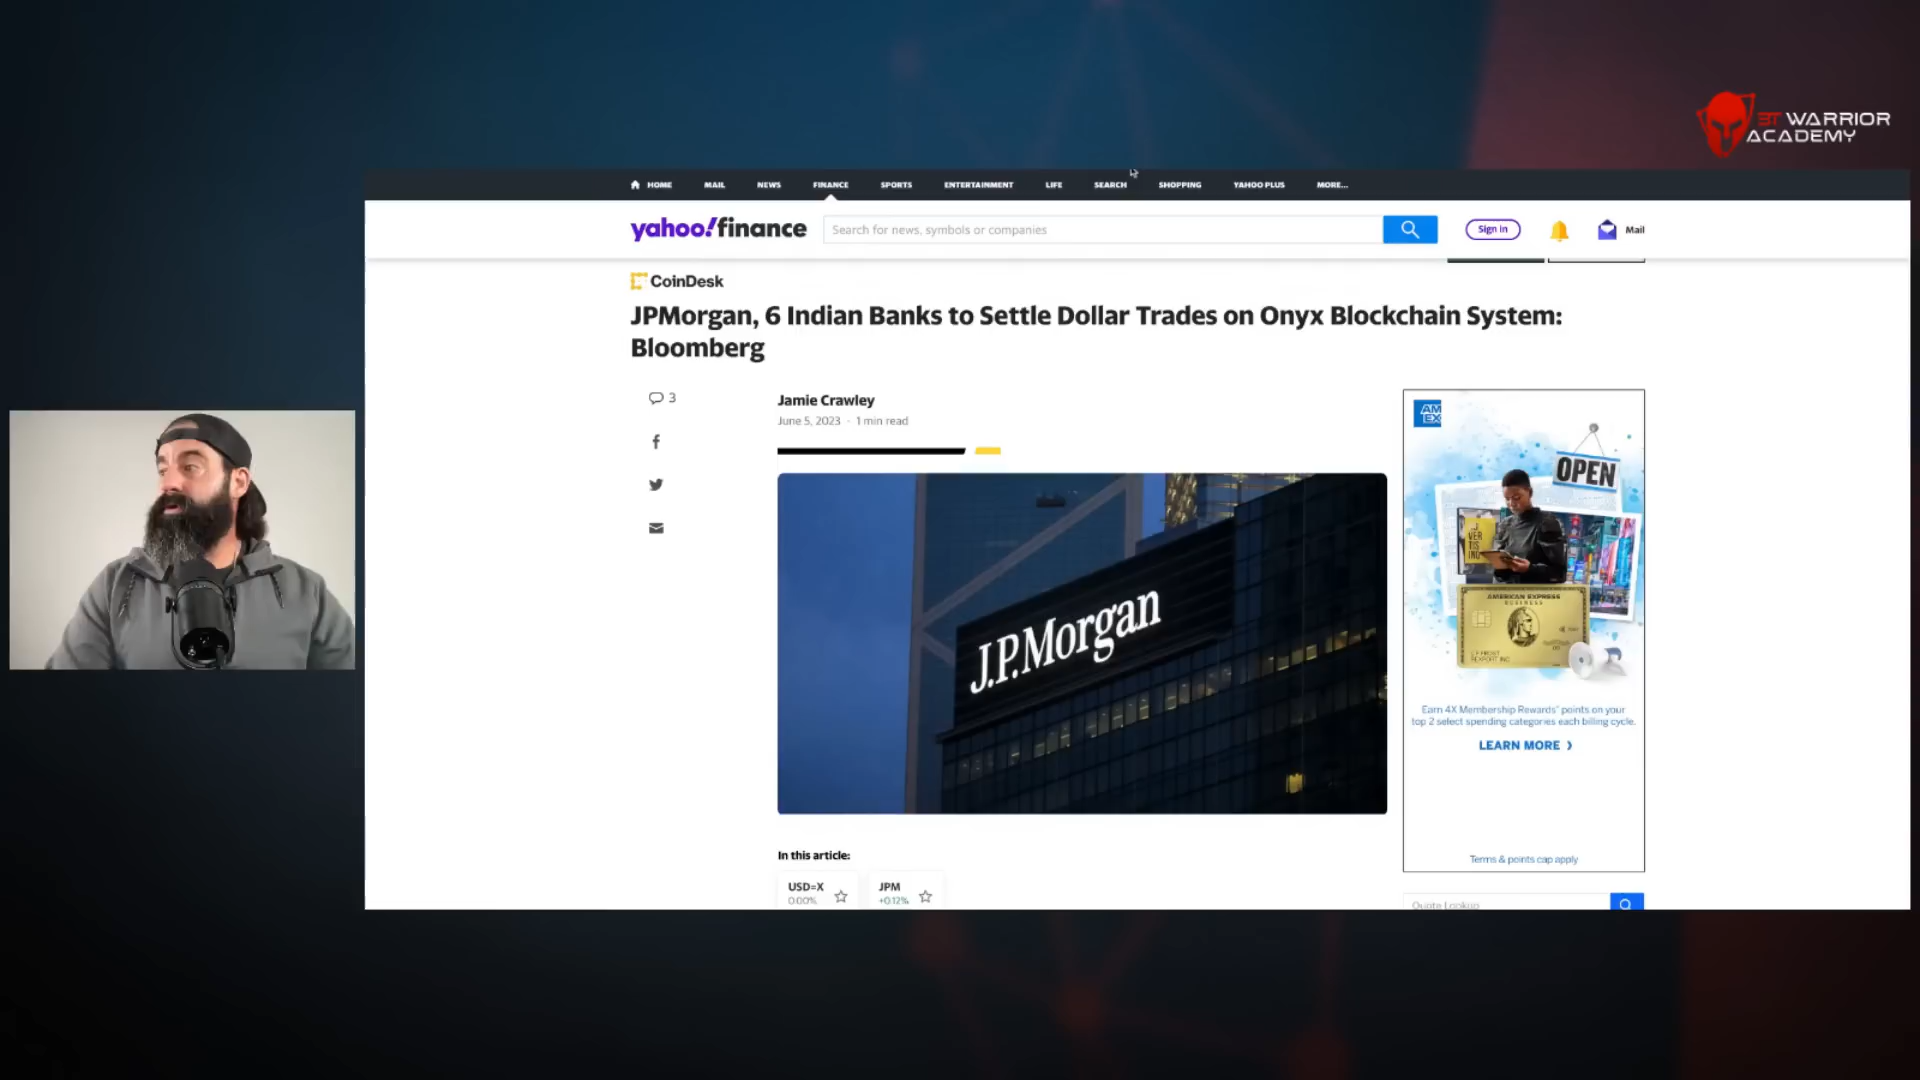 3T WARRIOR
ACADEMY
HOME MAIL NEWS FINANCE SPORTS ENTERTAINMENT LIFE SEARCH SHOPPING YAHOO PLUS MORE...
yahoo!finance
Search for news, symbols or companies
Sign in
Mail
CoinDesk
JPMorgan, 6 Indian Banks to Settle Dollar Trades on Onyx Blockchain System:
Bloomberg
3
Jamie Crawley
June 5, 2023 · 1 min read
J.P.Morgan
AM
EX
OPEN
AMERICAN EXPRESS
BUSINESS
Earn 4X Membership Rewards® points on your
top 2 select spending categories each billing cycle.
LEARN MORE ❯
Terms & points cap apply
In this article:
USD=X
0.00%
JPM
+0.12%
Quote Lookup